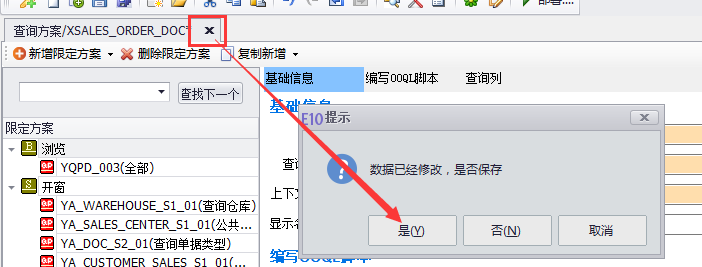 部署....
查询方案/XSALES_ORDER_DOC*
新增限定方案 删除限定方案 复制新增
查找下一个
限定方案
浏览
YQPD_003(全部)
开窗
YA_WAREHOUSE_S1_01(查询仓库)
YA_SALES_CENTER_S1_01(公共...
YA_DOC_S2_01(查询单据类型)
YA_CUSTOMER_SALES_S1_01(...
基础信息 编写OOQL脚本 查询列
基础信息
查询
上下文
显示名
编写OOQL脚本
E10提示
数据已经修改，是否保存
是(Y) 否(N) 取消